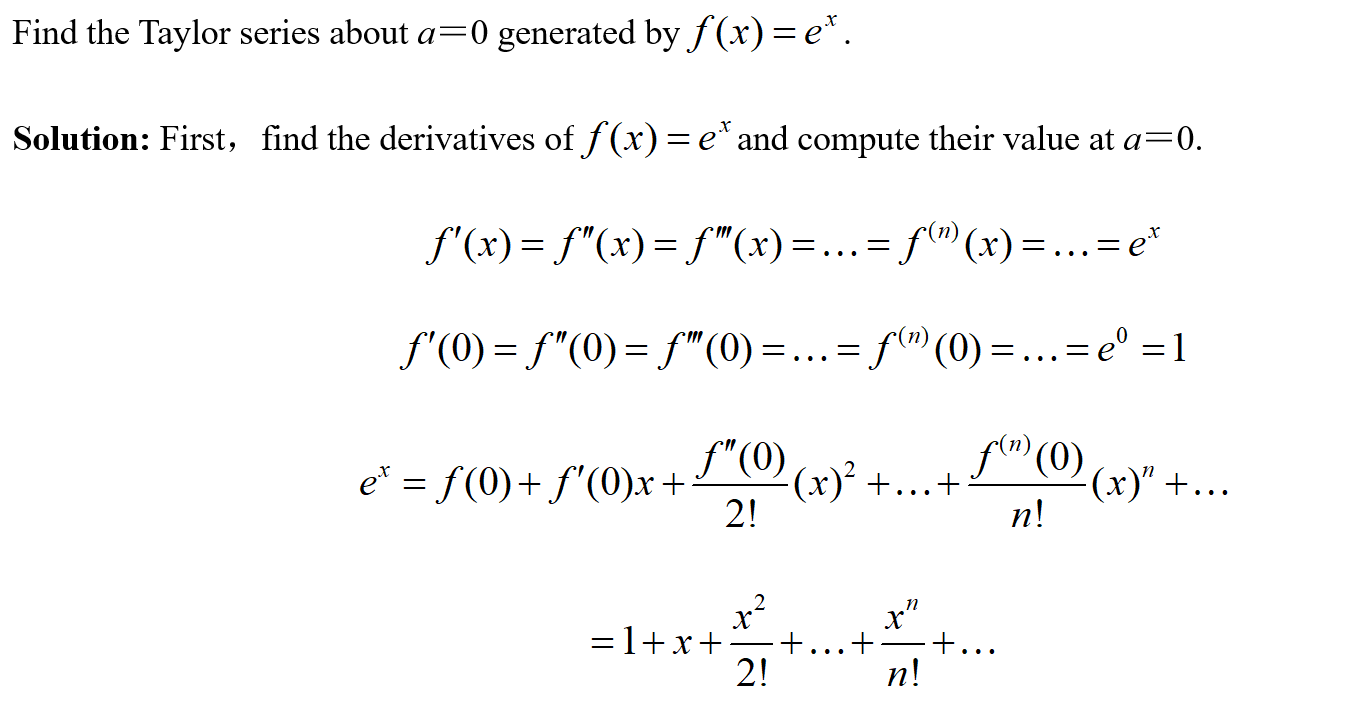 Find the Taylor series about a=0 generated by f(x) = e^x.
Solution: First， find the derivatives of f(x) = e^x and compute their value at a=0.
f'(x) = f''(x) = f'''(x) = ... = f^(n)(x) = ... = e^x
f'(0) = f''(0) = f'''(0) = ... = f^(n)(0) = ... = e^0 = 1
e^x = f(0) + f'(0)x + f''(0)/2! (x)^2 + ... + f^(n)(0)/n! (x)^n + ...
= 1 + x + x^2/2! + ... + x^n/n! + ...